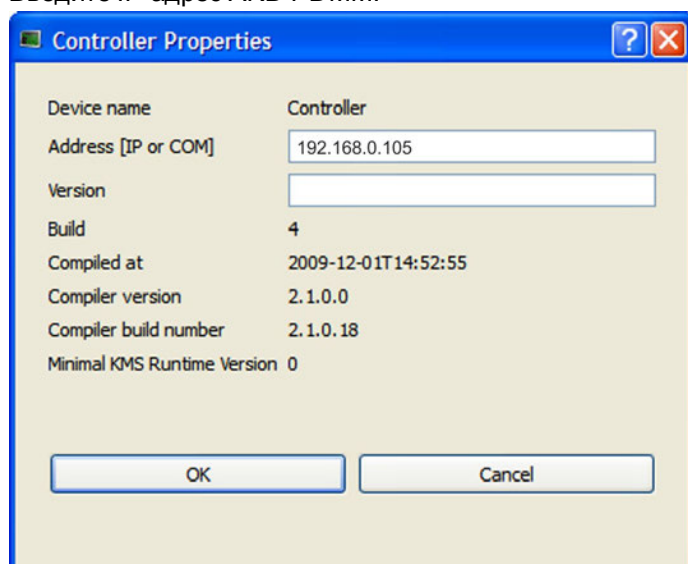 Controller Properties
Device name Controller
Address [IP or COM] 192.168.0.105
Version
Build 4
Compiled at 2009-12-01T14:52:55
Compiler version 2.1.0.0
Compiler build number 2.1.0.18
Minimal KMS Runtime Version 0
OK Cancel